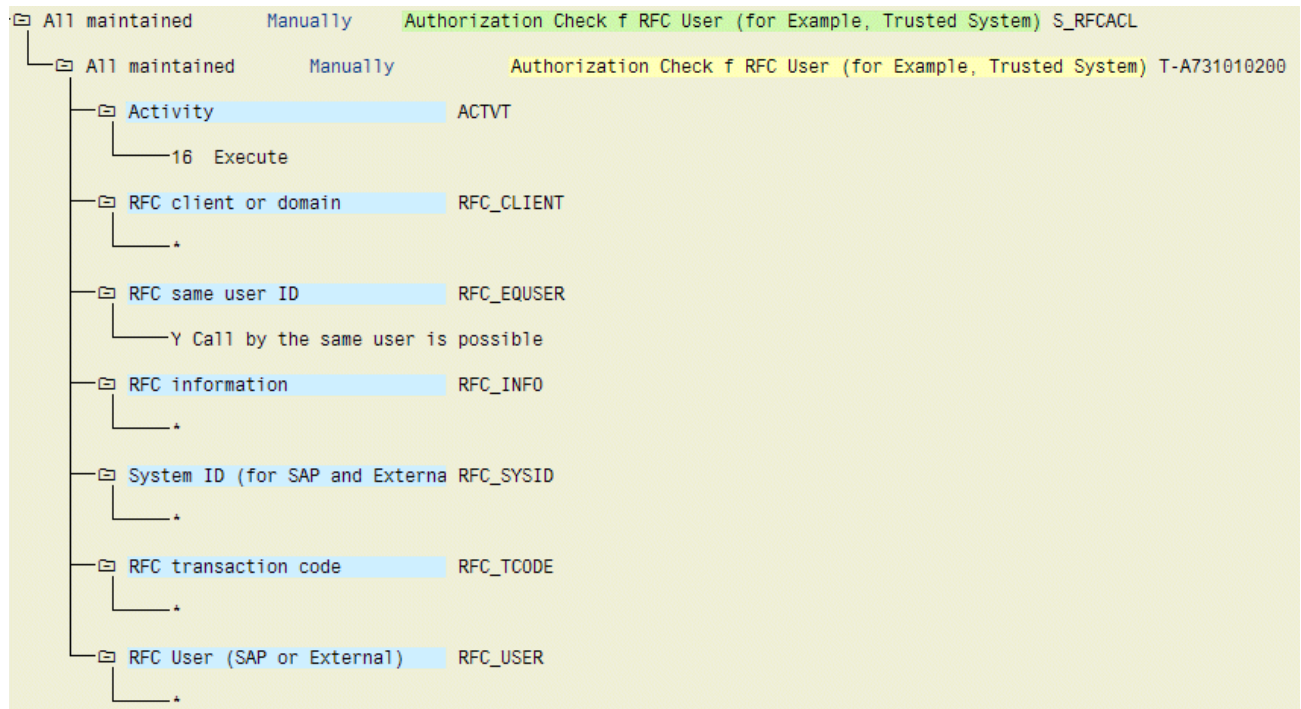 All maintained Manually Authorization Check f RFC User (for Example, Trusted System) S_RFCACL
All maintained Manually Authorization Check f RFC User (for Example, Trusted System) T-A731010200
Activity ACTVT
16 Execute
RFC client or domain RFC_CLIENT
*
RFC same user ID RFC_EQUSER
Y Call by the same user is possible
RFC information RFC_INFO
*
System ID (for SAP and Externa RFC_SYSID
*
RFC transaction code RFC_TCODE
*
RFC User (SAP or External) RFC_USER
*